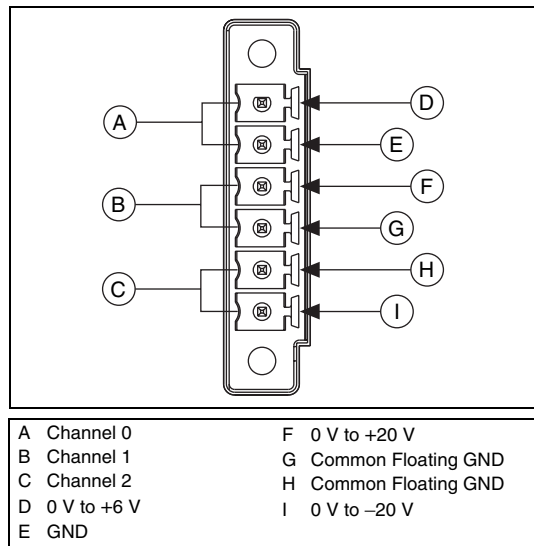 D
A
E
F
B
G
C
H
I
A Channel 0
B Channel 1
C Channel 2
D 0 V to +6 V
E GND
F 0 V to +20 V
G Common Floating GND
H Common Floating GND
I 0 V to –20 V